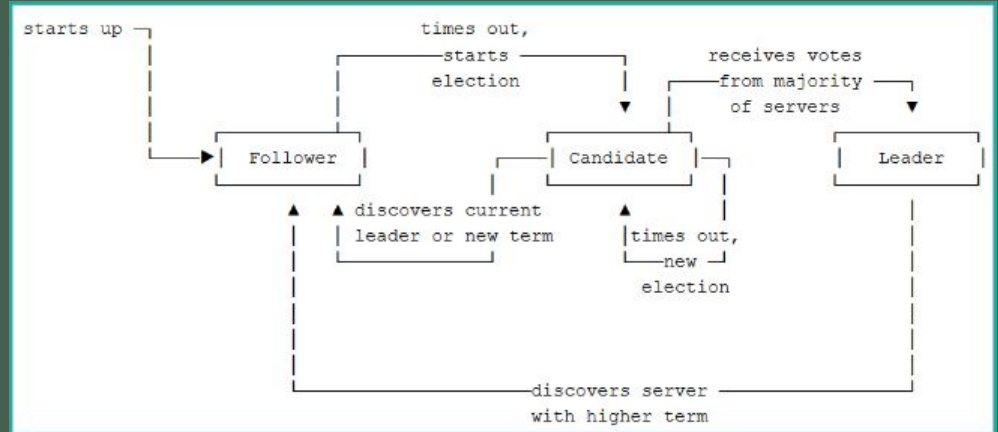 starts up
times out,
starts
election
receives votes
from majority
of servers
Follower
Candidate
Leader
discovers current
leader or new term
times out,
new
election
discovers server
with higher term